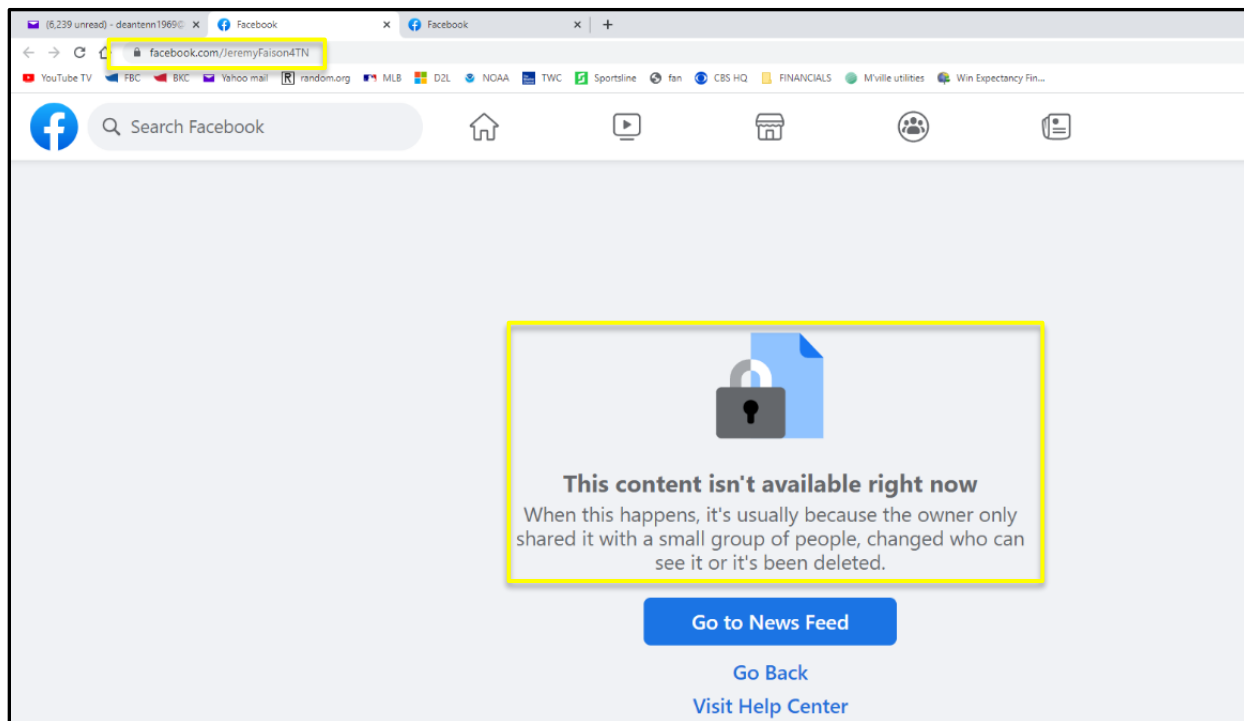 (6,239 unread) - deantenn1969@
Facebook
Facebook
facebook.com/JeremyFaison4TN
YouTube TV FBC BKC Yahoo mail random.org MLB D2L NOAA TWC Sportsline fan CBS HQ FINANCIALS M'ville utilities Win Expectancy Fin...
Search Facebook
This content isn't available right now
When this happens, it's usually because the owner only
shared it with a small group of people, changed who can
see it or it's been deleted.
Go to News Feed
Go Back
Visit Help Center